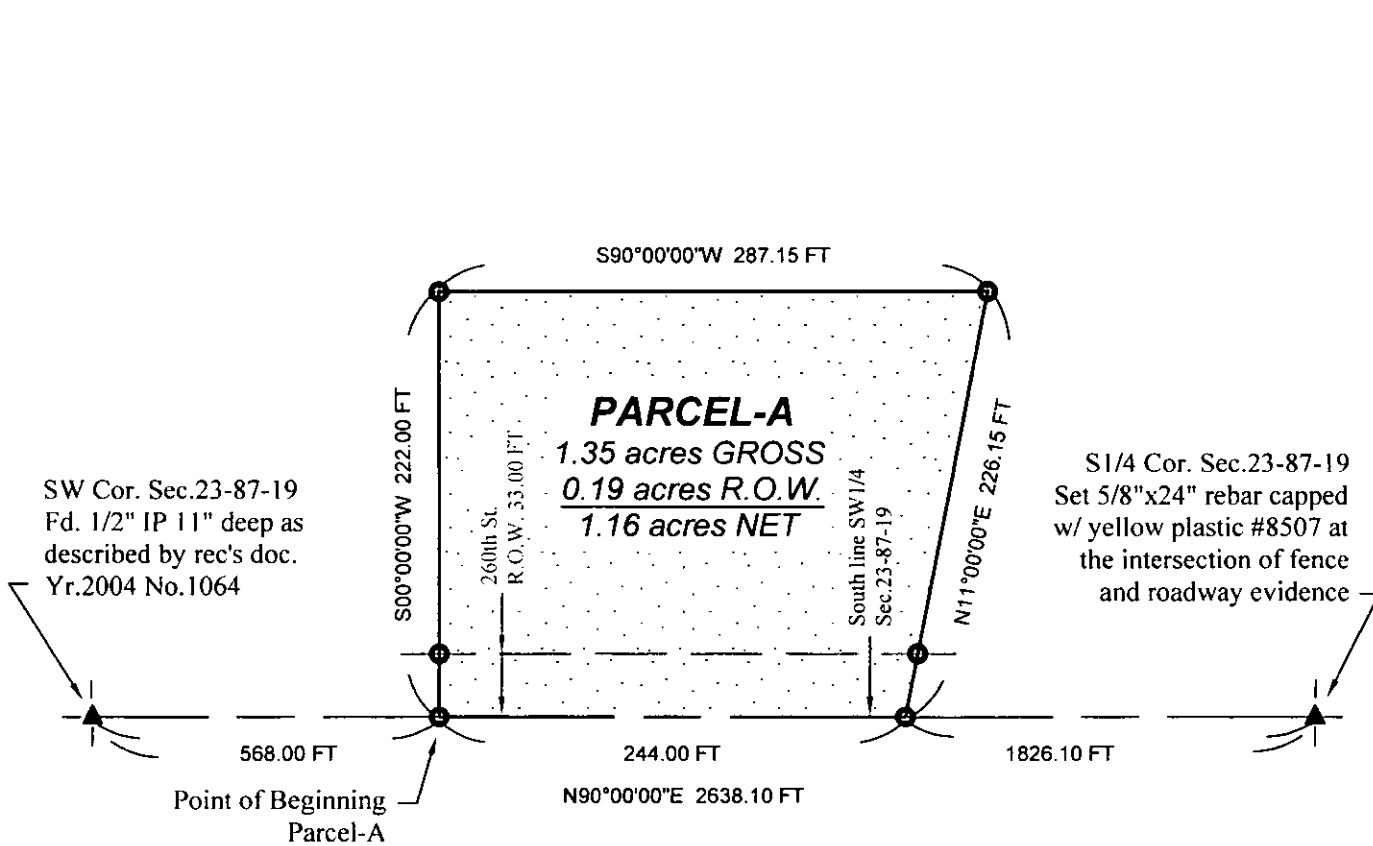 S90°00'00"W 287.15 FT
S00°00'00"W 222.00 FT
PARCEL-A
1.35 acres GROSS
0.19 acres R.O.W.
1.16 acres NET
260th St.
R.O.W. 33.00 FT
South line SW1/4
Sec.23-87-19
N11°00'00"E 226.15 FT
SW Cor. Sec.23-87-19
Fd. 1/2" IP 11" deep as
described by rec's doc.
Yr.2004 No.1064
S1/4 Cor. Sec.23-87-19
Set 5/8"x24" rebar capped
w/ yellow plastic #8507 at
the intersection of fence
and roadway evidence
568.00 FT
244.00 FT
1826.10 FT
Point of Beginning
Parcel-A
N90°00'00"E 2638.10 FT